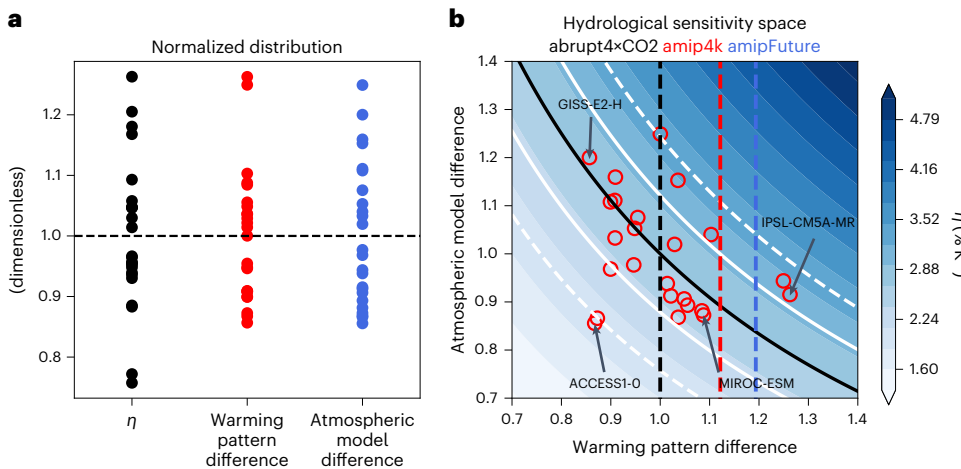 a
Normalized distribution
(dimensionless)
1.2
1.1
1.0
0.9
0.8
η
Warming
pattern
difference
Atmospheric
model
difference
b
Hydrological sensitivity space
abrupt4×CO2 amip4k amipFuture
Atmospheric model difference
1.4
1.3
1.2
1.1
1.0
0.9
0.8
0.7
GISS-E2-H
IPSL-CM5A-MR
ACCESS1-0
MIROC-ESM
0.7 0.8 0.9 1.0 1.1 1.2 1.3 1.4
Warming pattern difference
4.79
4.16
3.52
2.88
2.24
1.60